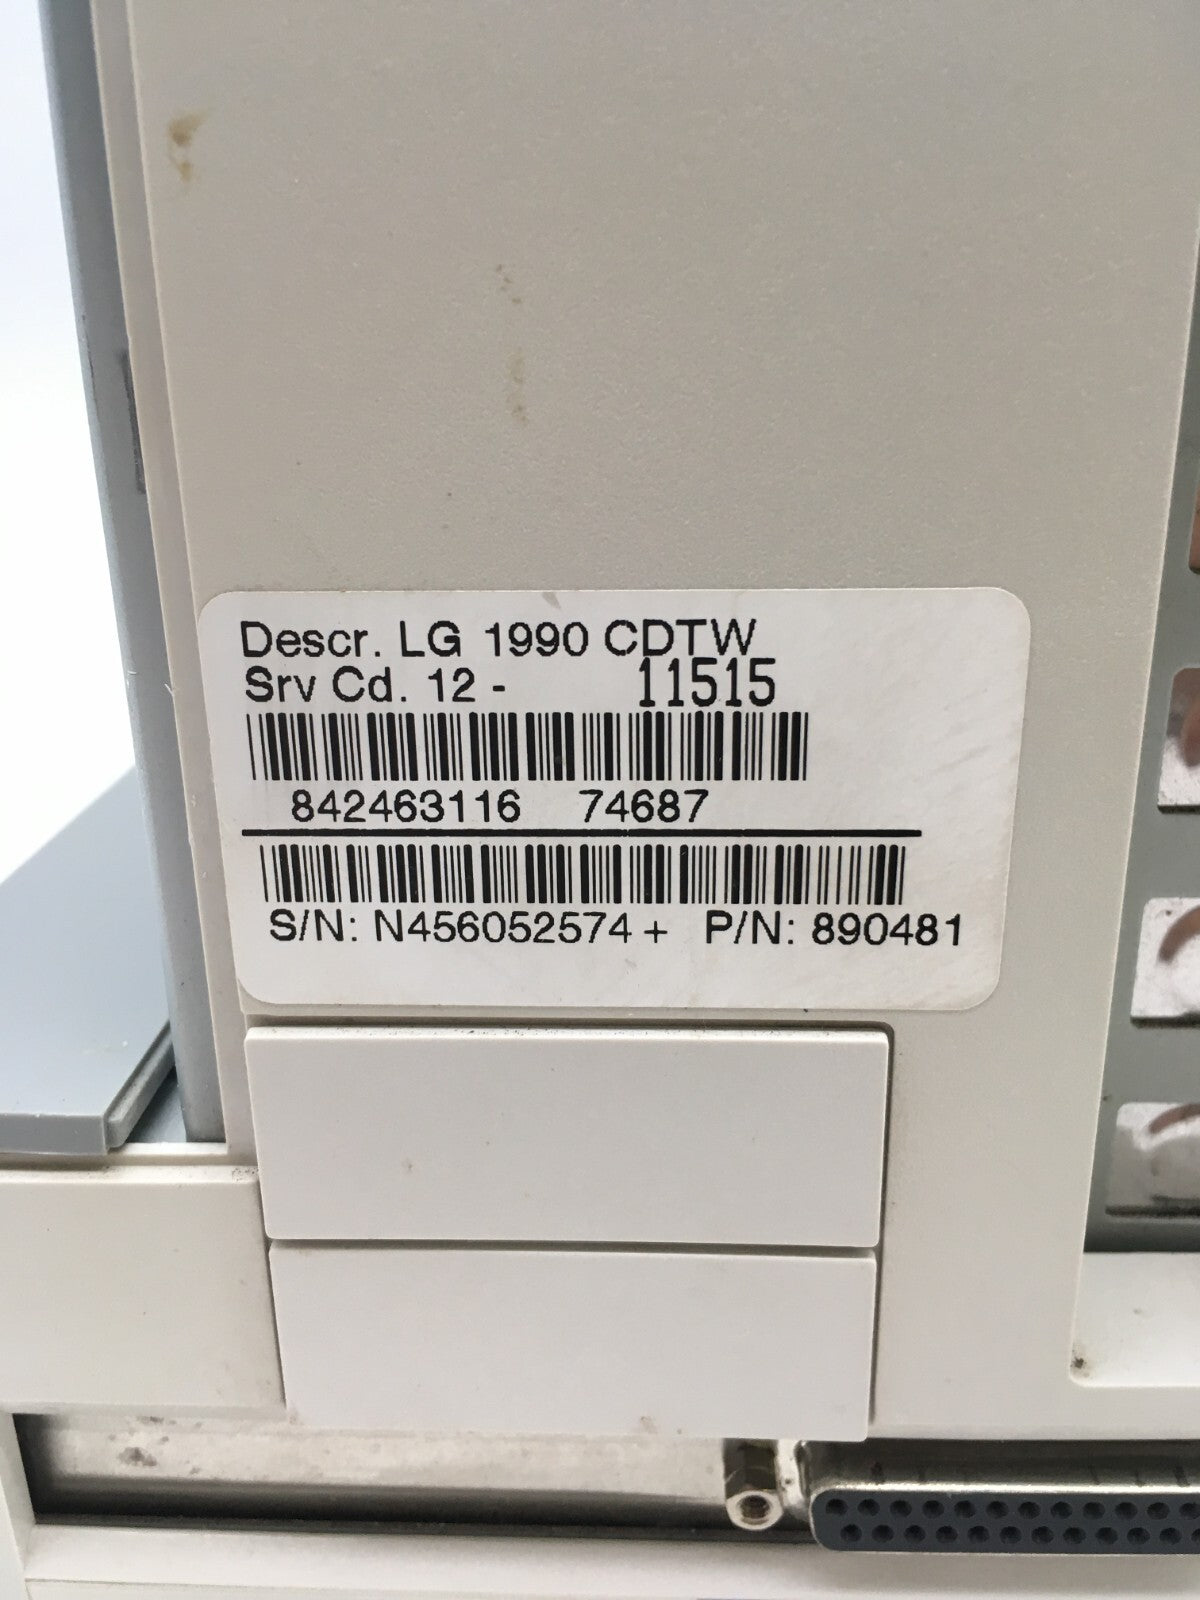 Descr. LG 1990 CDTW
Srv Cd. 12 - 11515
842463116 74687
S/N: N456052574 + P/N: 890481